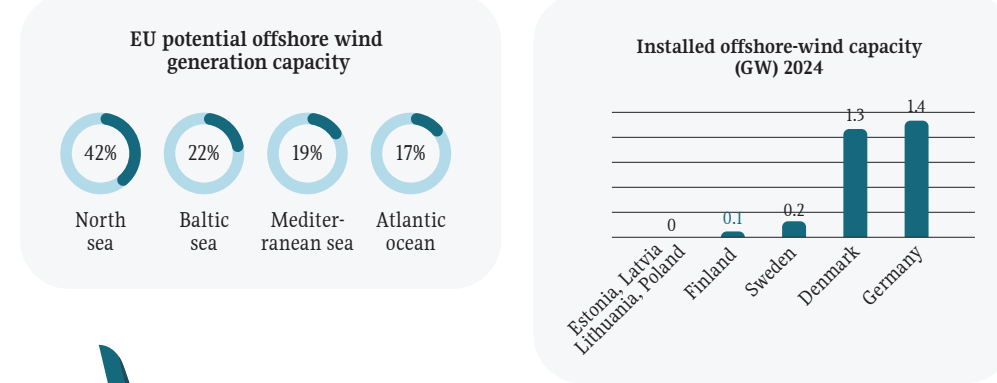 EU potential offshore wind
generation capacity
42%
22%
19%
17%
North
sea
Baltic
sea
Mediter-
ranean sea
Atlantic
ocean
Installed offshore-wind capacity
(GW) 2024
0
0.1
0.2
1.3
1.4
Estonia, Latvia
Lithuania, Poland
Finland
Sweden
Denmark
Germany